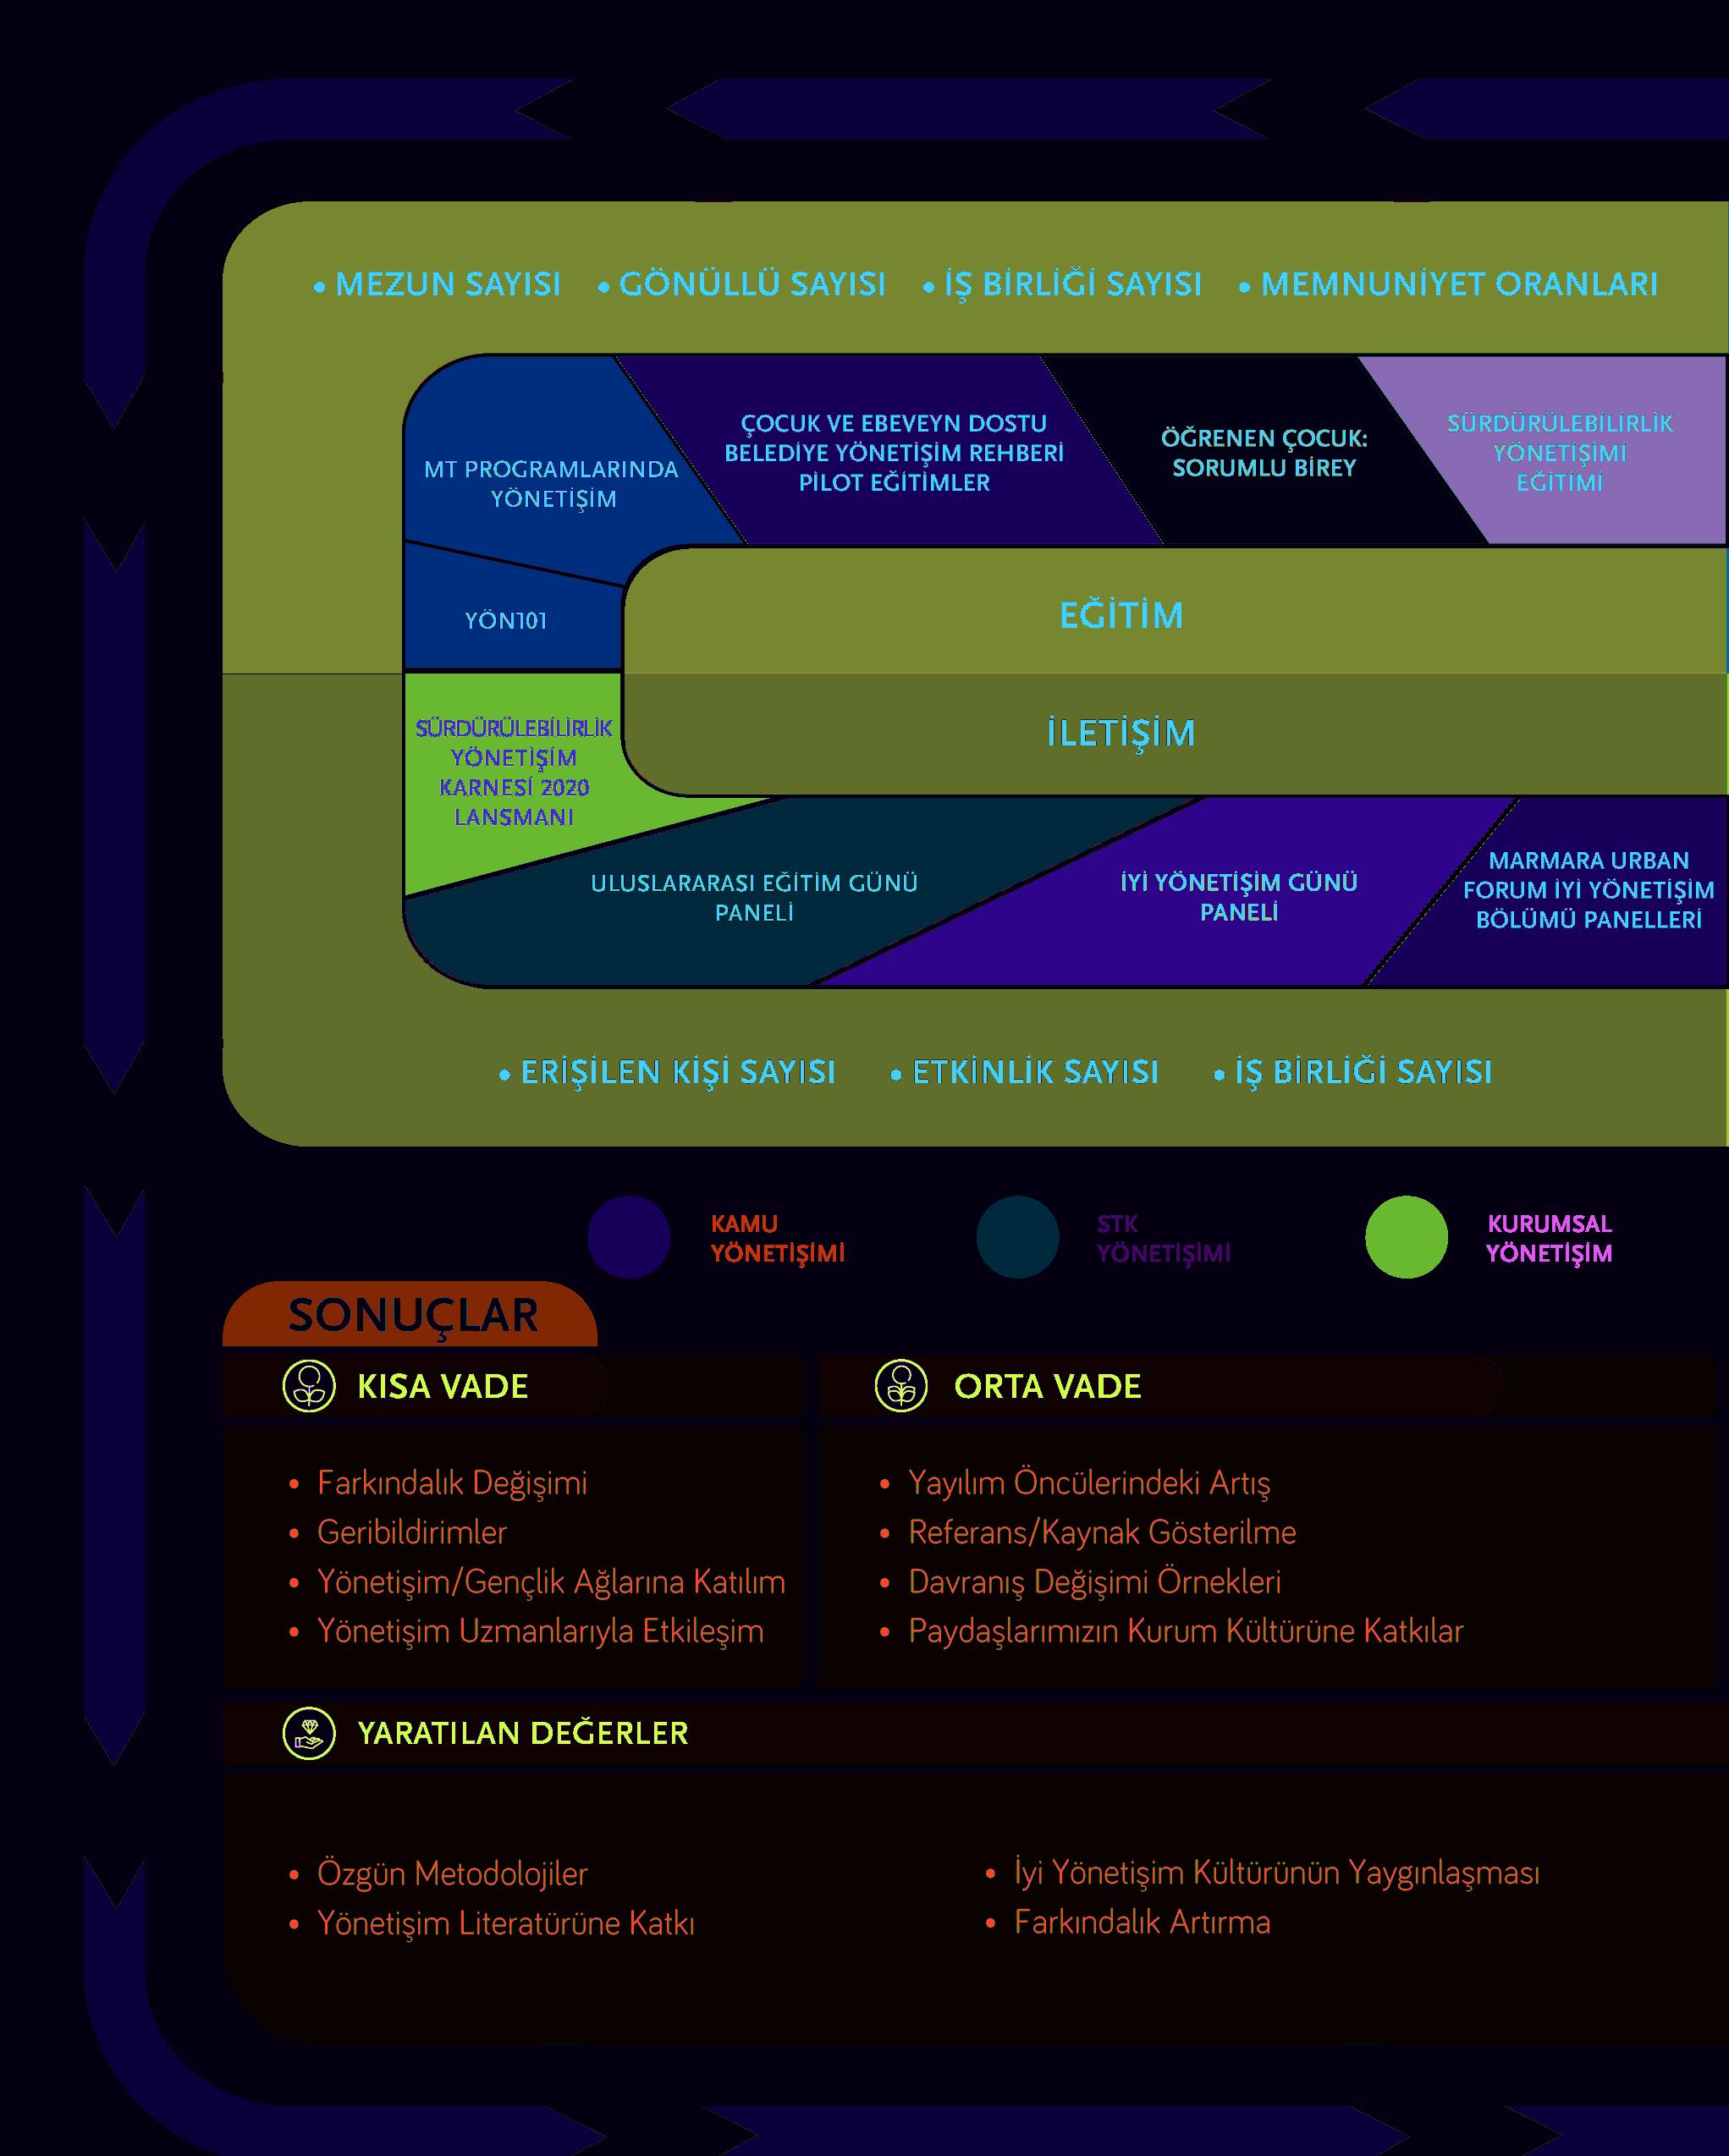 • MEZUN SAYISI • GÖNÜLLÜ SAYISI • İŞ BİRLİĞİ SAYISI • MEMNUNİYET ORANLARI
MT PROGRAMLARINDA
YÖNETİŞİM
ÇOCUK VE EBEVEYN DOSTU
BELEDİYE YÖNETİŞİM REHBERİ
PİLOT EĞİTİMLER
ÖĞRENEN ÇOCUK:
SORUMLU BİREY
SÜRDÜRÜLEBİLİRLİK
YÖNETİŞİMİ
EĞİTİMİ
YÖN101
EĞİTİM
İLETİŞİM
SÜRDÜRÜLEBİLİRLİK
YÖNETİŞİM
KARNESİ 2020
LANSMANI
ULUSLARARASI EĞİTİM GÜNÜ
PANELİ
İYİ YÖNETİŞİM GÜNÜ
PANELİ
MARMARA URBAN
FORUM İYİ YÖNETİŞİM
BÖLÜMÜ PANELLERİ
• ERİŞİLEN KİŞİ SAYISI • ETKİNLİK SAYISI • İŞ BİRLİĞİ SAYISI
KAMU
YÖNETİŞİMİ
STK
YÖNETİŞİMİ
KURUMSAL
YÖNETİŞİM
SONUÇLAR
KISA VADE
• Farkındalık Değişimi
• Geribildirimler
• Yönetişim/Gençlik Ağlarına Katılım
• Yönetişim Uzmanlarıyla Etkileşim
ORTA VADE
• Yayılım Öncülerindeki Artış
• Referans/Kaynak Gösterilme
• Davranış Değişimi Örnekleri
• Paydaşlarımızın Kurum Kültürüne Katkılar
YARATILAN DEĞERLER
• Özgün Metodolojiler
• Yönetişim Literatürüne Katkı
• İyi Yönetişim Kültürünün Yaygınlaşması
• Farkındalık Artırma